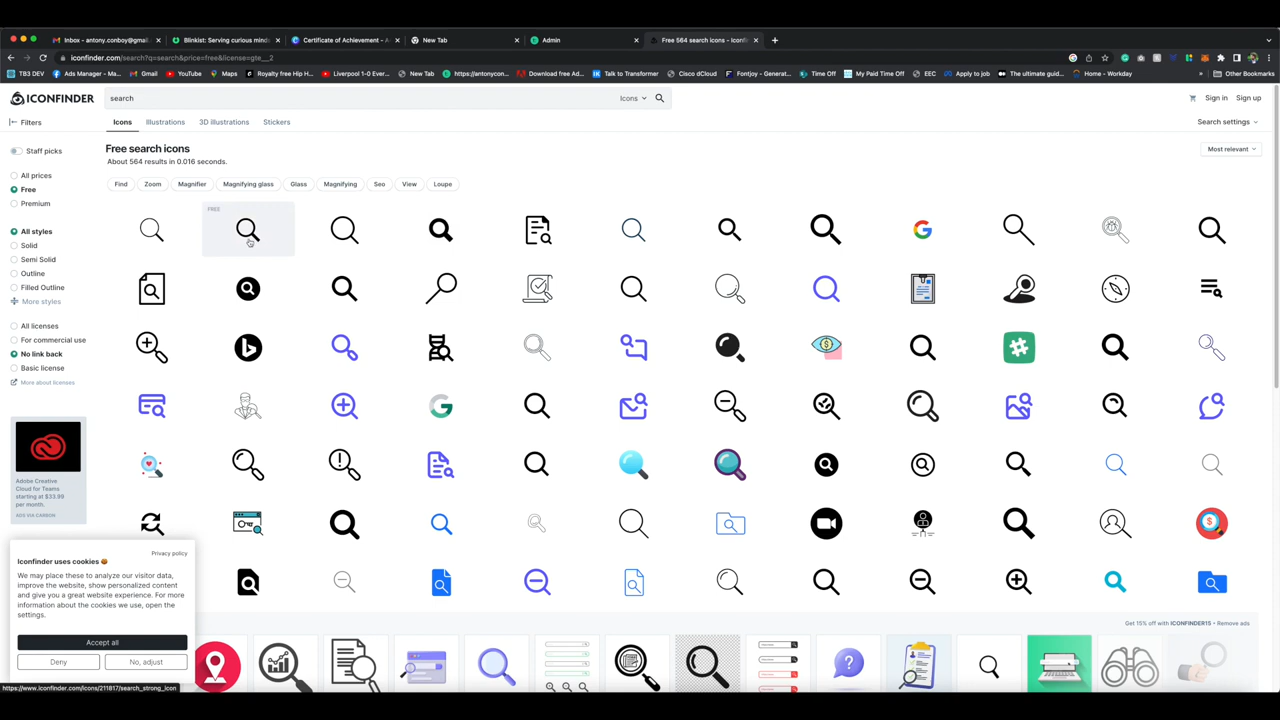 Inbox - antony.conboy@gmail
Blinkist: Serving curious mind
Certificate of Achievement - A
New Tab
Admin
Free 564 search icons - Iconfin
iconfinder.com/search?q=search&price=free&license=gte__2
TB3 DEV
Ads Manager - Ma...
Gmail
YouTube
Maps
Royalty free Hip H...
Liverpool 1-0 Ever...
New Tab
https://antonycon...
Download free Ad...
Talk to Transformer
Cisco dCloud
Fontjoy - Generat...
Time Off
My Paid Time Off
EEC
Apply to job
The ultimate guid...
Home - Workday
»
Other Bookmarks
ICONFINDER
search
Icons
Sign in
Sign up
Filters
Icons
Illustrations
3D illustrations
Stickers
Search settings
Free search icons
About 564 results in 0.016 seconds.
Most relevant
Find
Zoom
Magnifier
Magnifying glass
Glass
Magnifying
Seo
View
Loupe
Staff picks
All prices
Free
Premium
All styles
Solid
Semi Solid
Outline
Filled Outline
More styles
All licenses
For commercial use
No link back
Basic license
More about licenses
FREE
Adobe Creative
Cloud for Teams
starting at $33.99
per month.
ADS VIA CARBON
Privacy policy
Iconfinder uses cookies
We may place these to analyze our visitor data,
improve the website, show personalized content
and give you a great website experience. For more
information about the cookies we use, open the
settings.
Accept all
Deny
No, adjust
Get 15% off with ICONFINDER15 • Remove ads
https://www.iconfinder.com/icons/211817/search_strong_icon